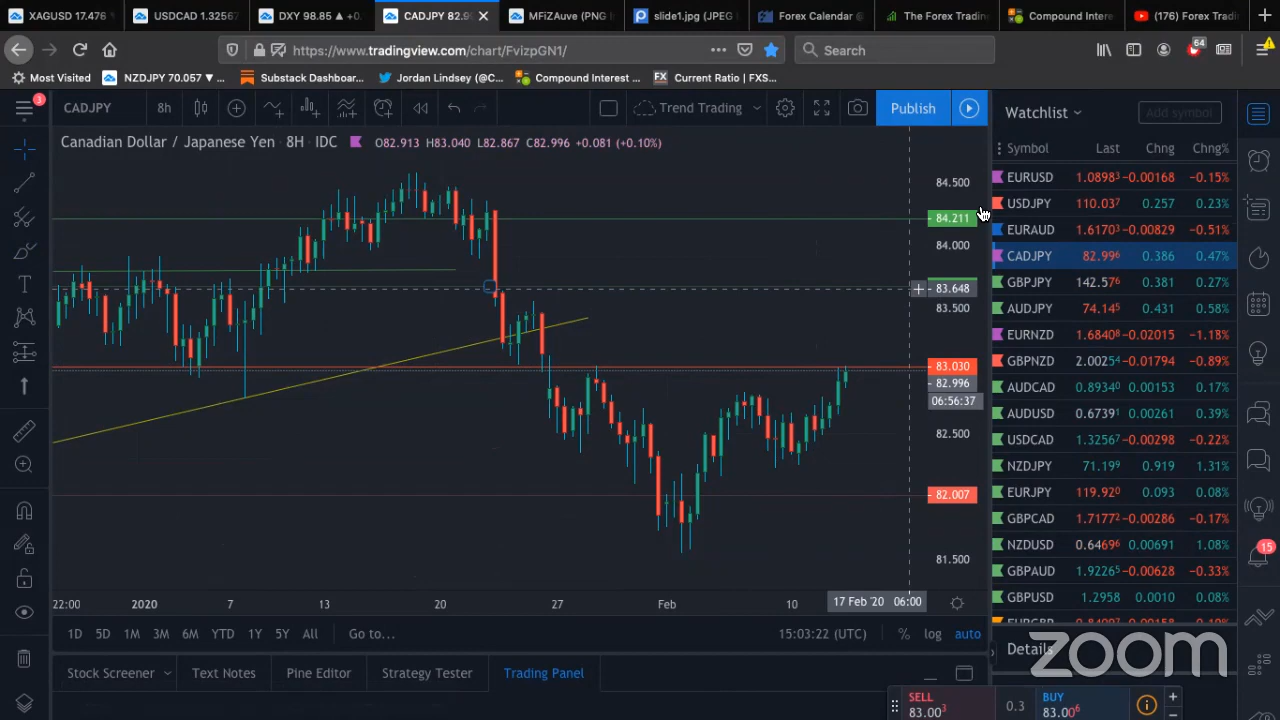 XAGUSD 17.476
USDCAD 1.32567
DXY 98.85 ▲ +0.
CADJPY 82.9
MFiZAuve (PNG I
slide1.jpg (JPEG
Forex Calendar
The Forex Tradin
Compound Intere
(176) Forex Tradi
https://www.tradingview.com/chart/FvizpGN1/
Search
64
Most Visited
NZDJPY 70.057 ▼ ...
Substack Dashboar...
Jordan Lindsey (@C...
Compound Interest ...
FX Current Ratio | FXS...
3
CADJPY
8h
Trend Trading
Publish
Watchlist
Add symbol
Canadian Dollar / Japanese Yen 8H IDC
O82.913 H83.040 L82.867 C82.996 +0.081 (+0.10%)
Symbol Last Chng Chng%
EURUSD 1.08983 −0.00168 −0.15%
USDJPY 110.037 0.257 0.23%
EURAUD 1.61703 −0.00829 −0.51%
CADJPY 82.996 0.386 0.47%
GBPJPY 142.576 0.381 0.27%
AUDJPY 74.145 0.431 0.58%
EURNZD 1.68408 −0.02015 −1.18%
GBPNZD 2.00254 −0.01794 −0.89%
AUDCAD 0.89340 0.00153 0.17%
AUDUSD 0.67391 0.00261 0.39%
USDCAD 1.32567 −0.00298 −0.22%
NZDJPY 71.199 0.919 1.31%
EURJPY 119.920 0.093 0.08%
GBPCAD 1.71772 −0.00286 −0.17%
NZDUSD 0.64696 0.00691 1.08%
GBPAUD 1.92265 −0.00628 −0.33%
GBPUSD 1.2958 0.0010 0.08%
84.500
84.211
84.000
83.648
83.500
83.030
82.996
06:56:37
82.500
82.007
81.500
22:00
2020
7
13
20
27
Feb
10
17 Feb '20 06:00
1D 5D 1M 3M 6M YTD 1Y 5Y All
Go to...
15:03:22 (UTC)
%
log
auto
15
Details
zoom
Stock Screener
Text Notes
Pine Editor
Strategy Tester
Trading Panel
SELL
83.003
0.3
BUY
83.006